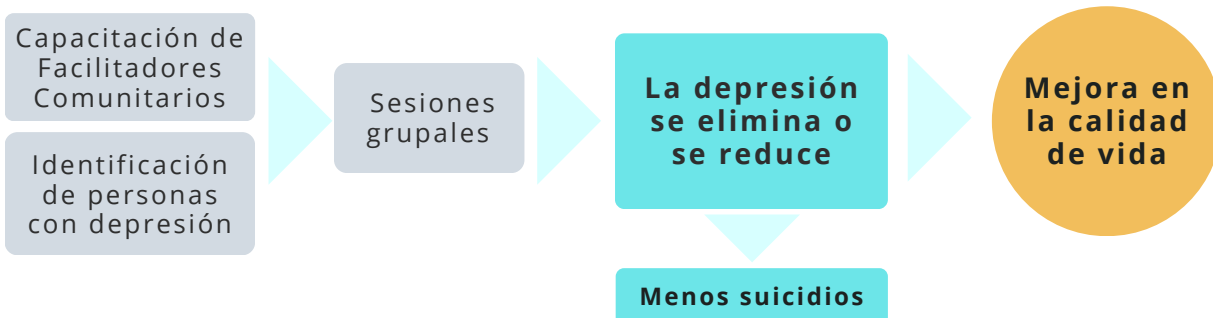 Capacitación de
Facilitadores
Comunitarios
Identificación
de personas
con depresión
Sesiones
grupales
La depresión
se elimina o
se reduce
Menos suicidios
Mejora en
la calidad
de vida